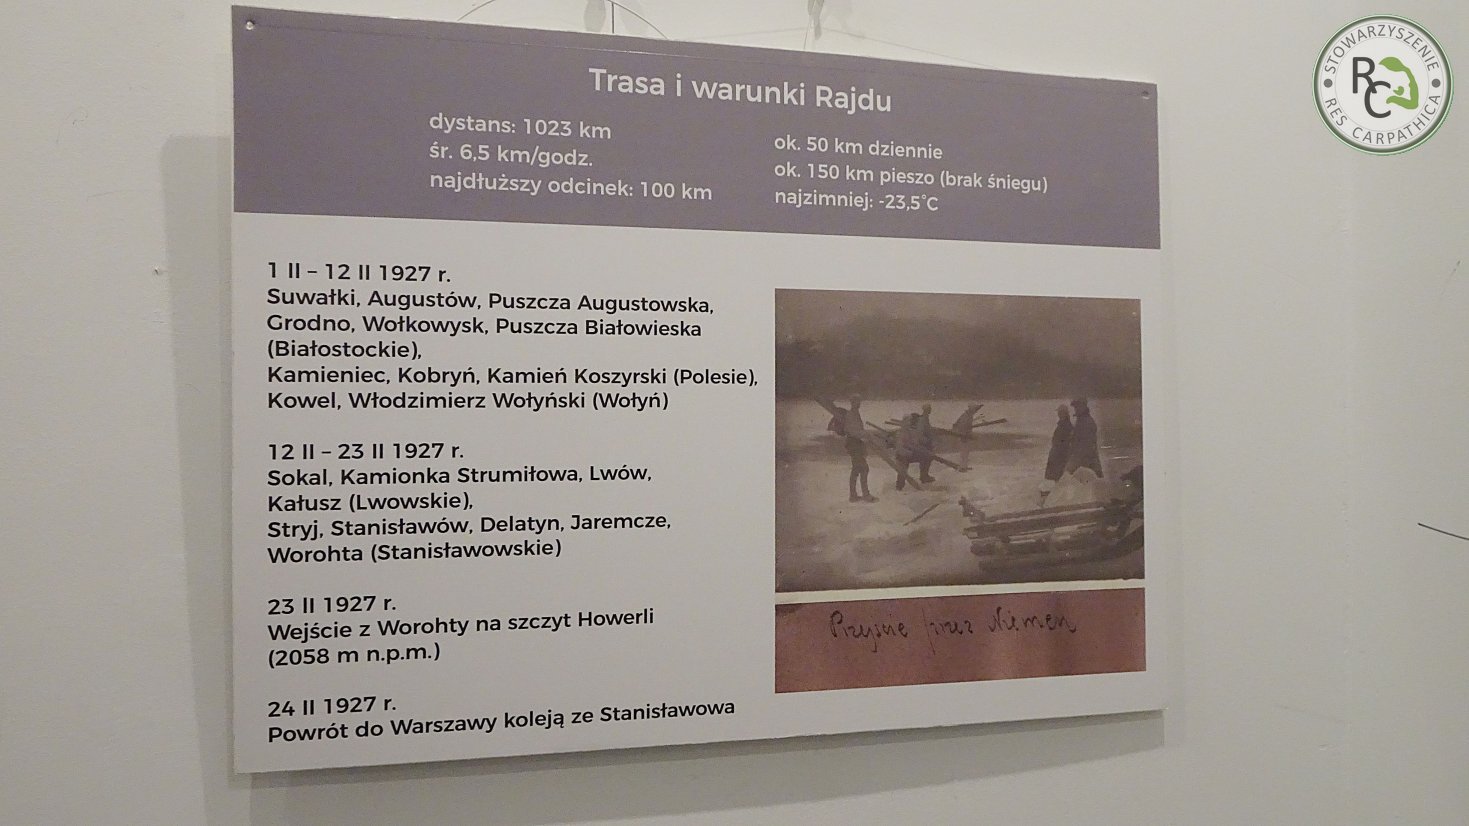 Trasa i warunki Rajdu
dystans: 1023 km
śr. 6,5 km/godz.
najdłuższy odcinek: 100 km
ok. 50 km dziennie
ok. 150 km pieszo (brak śniegu)
najzimniej: -23,5°C
1 II – 12 II 1927 r.
Suwałki, Augustów, Puszcza Augustowska,
Grodno, Wołkowysk, Puszcza Białowieska
(Białostockie),
Kamieniec, Kobryń, Kamień Koszyrski (Polesie),
Kowel, Włodzimierz Wołyński (Wołyń)
12 II – 23 II 1927 r.
Sokal, Kamionka Strumiłowa, Lwów,
Kałusz (Lwowskie),
Stryj, Stanisławów, Delatyn, Jaremcze,
Worohta (Stanisławowskie)
23 II 1927 r.
Wejście z Worohty na szczyt Howerli
(2058 m n.p.m.)
24 II 1927 r.
Powrót do Warszawy koleją ze Stanisławowa
Przejście przez Niemen
STOWARZYSZENIE
RC
RES CARPATHICA